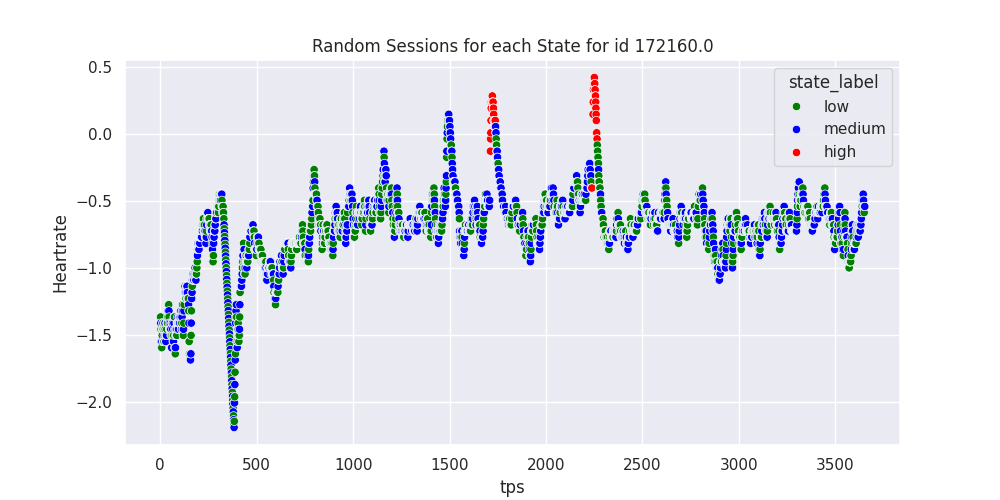 Random Sessions for each State for id 172160.0
Heartrate
0.5
0.0
−0.5
−1.0
−1.5
−2.0
state_label
low
medium
high
0 500 1000 1500 2000 2500 3000 3500
tps